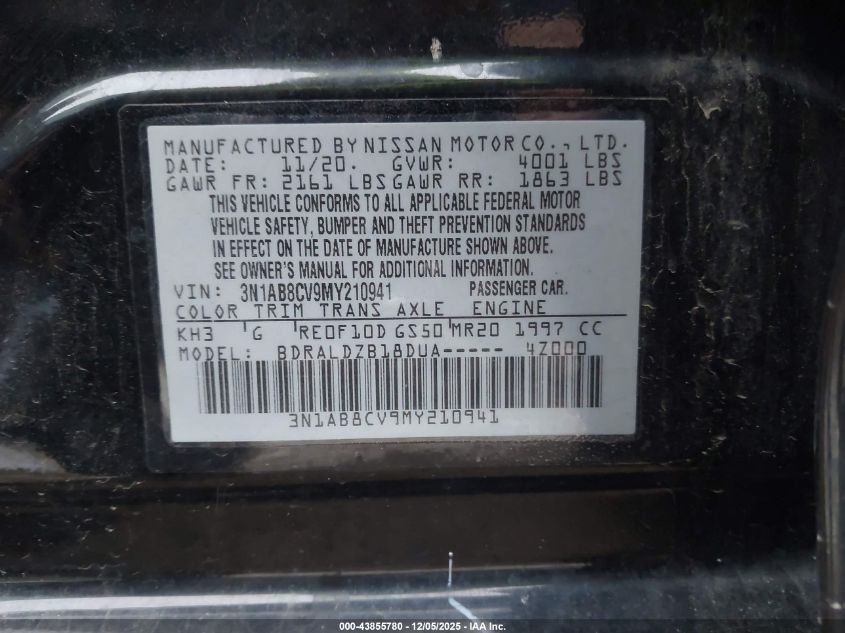 MANUFACTURED BY NISSAN MOTOR CO., LTD.
DATE: 11/20. GVWR: 4001 LBS
GAWR FR: 2161 LBS GAWR RR: 1863 LBS
THIS VEHICLE CONFORMS TO ALL APPLICABLE FEDERAL MOTOR
VEHICLE SAFETY, BUMPER AND THEFT PREVENTION STANDARDS
IN EFFECT ON THE DATE OF MANUFACTURE SHOWN ABOVE.
SEE OWNER'S MANUAL FOR ADDITIONAL INFORMATION.
VIN: 3N1AB8CV9MY210941 PASSENGER CAR.
COLOR TRIM TRANS AXLE ENGINE
KH3 'G 'RE0F10D GS50'MR20 1997 CC
MODEL: BDRALDZB18DUA----- 4Z000
3N1AB8CV9MY210941
000-43855780 - 12/05/2025 - IAA Inc.